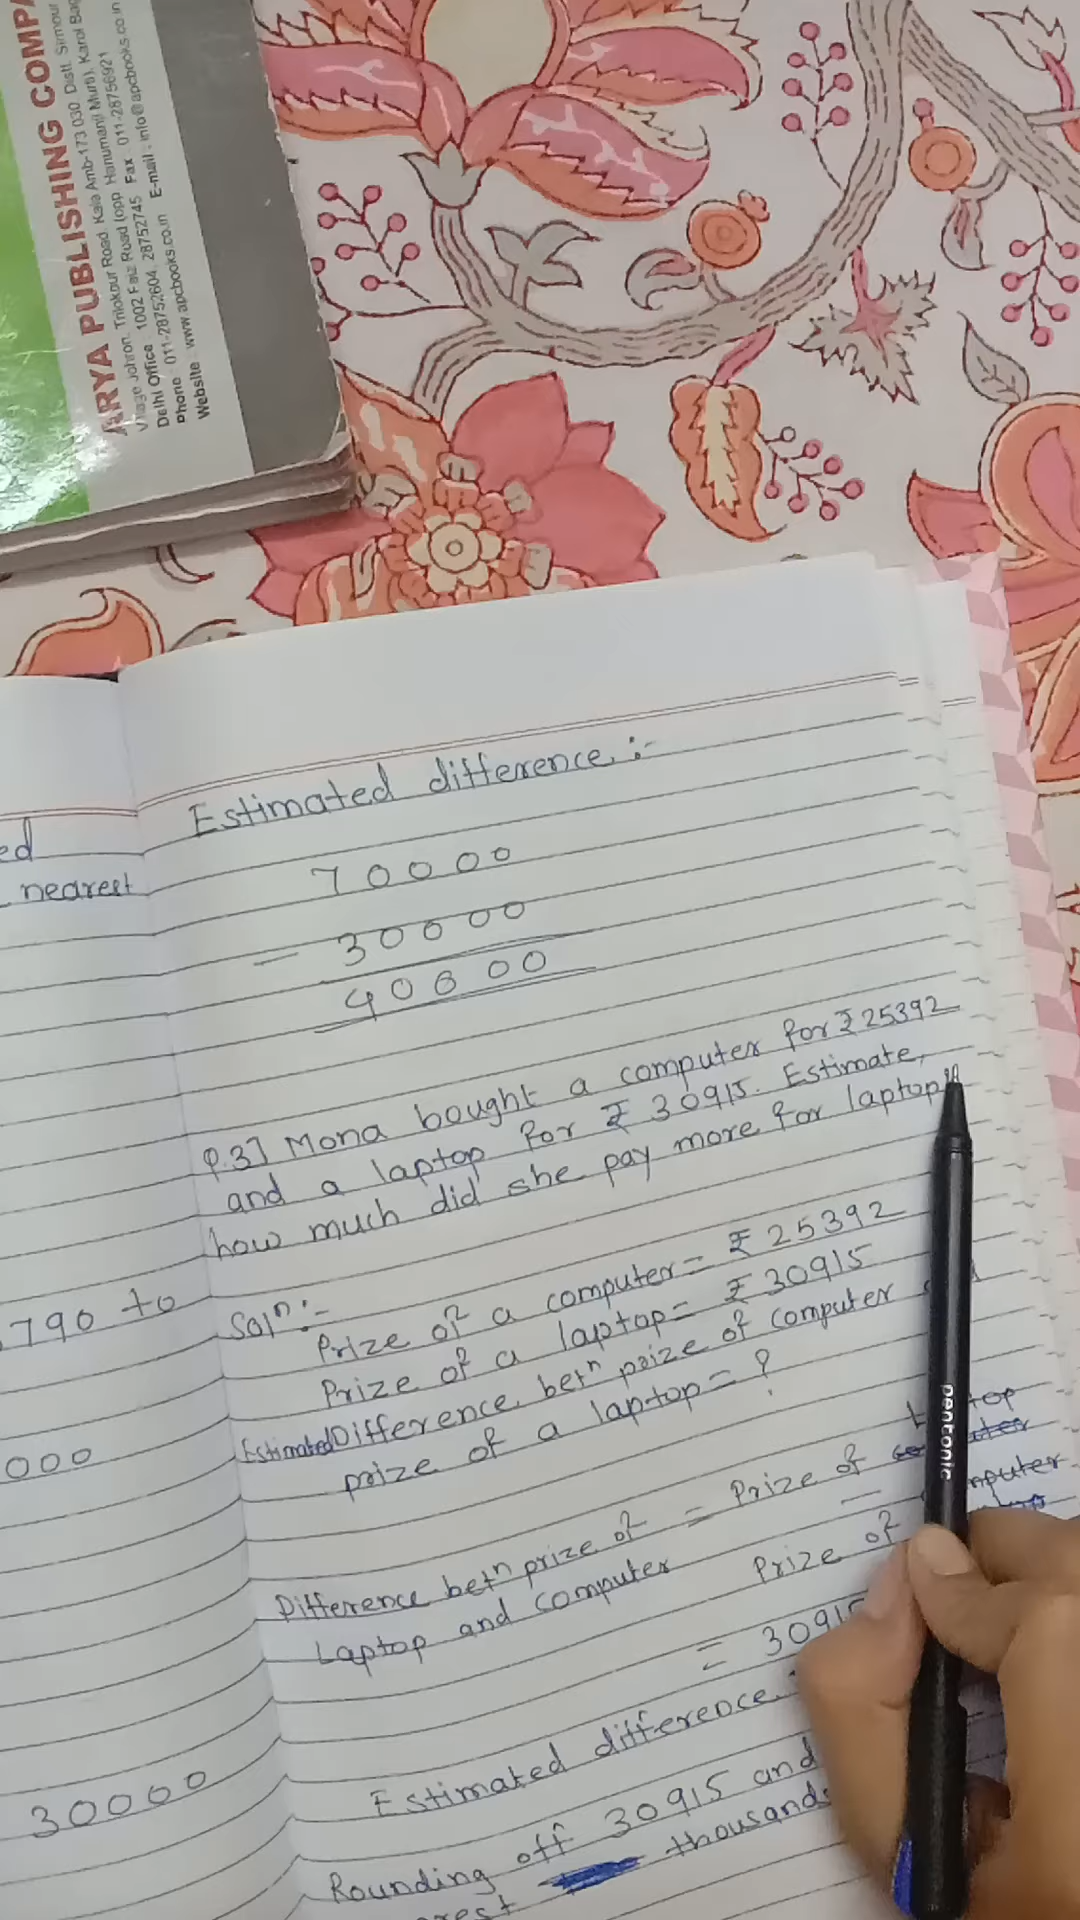 ARYA PUBLISHING COMPA
Village Johron, Trilokpur Road, Kala Amb-173 030 Distt. Sirmour
Delhi Office 1002 Faiz Road (opp Hanumanji Murti), Karol Bag
Phone 011-28752604, 28752745 Fax 011-28756921
Website www.apcbooks.co.in E-mail info@apcbooks.co.in
ed
nearest
790 to
000
30000
Estimated difference :-
70000
- 30000
40000
Q.3] Mona bought a computer for ₹ 25392
and a laptop for ₹ 30915. Estimate,
how much did she pay more for laptop
Solⁿ :-
Prize of a computer = ₹ 25392
Prize of a laptop = ₹ 30915
Estimated Difference betⁿ prize of computer
prize of a laptop = ?
Difference betⁿ prize of = Prize of
Laptop and computer
-
Prize of
= 30915
Estimated difference
Rounding off 30915 and
thousands
pentonic